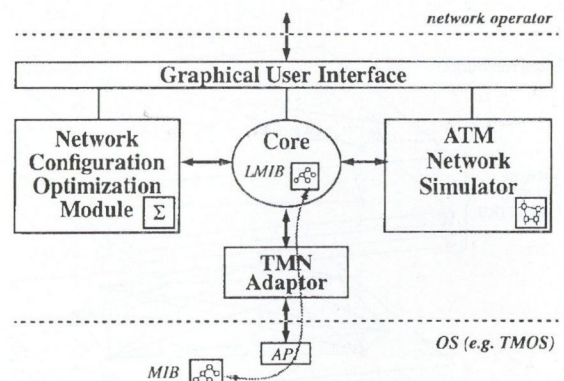 network operator
Graphical User Interface
Network
Configuration
Optimization
Module Σ
Core
LMIB
ATM
Network
Simulator
TMN
Adaptor
OS (e.g. TMOS)
API
MIB